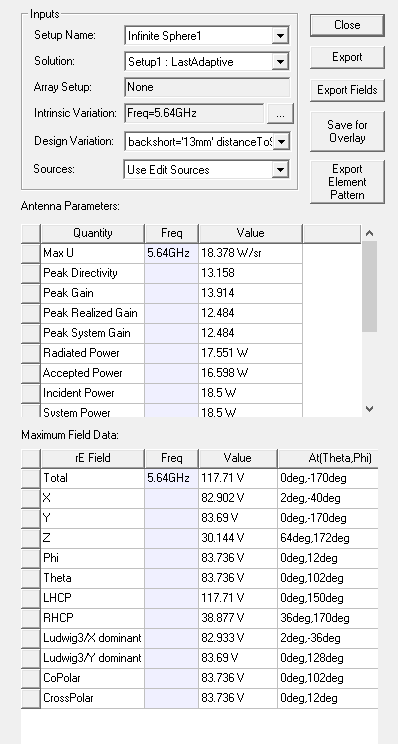 Inputs
Setup Name: Infinite Sphere1
Solution: Setup1 : LastAdaptive
Array Setup: None
Intrinsic Variation: Freq=5.64GHz ...
Design Variation: backshort='13mm'
Sources: Use Edit Sources
Close
Export
Export Fields
Save for
Overlay
Export
Element
Pattern
Antenna Parameters:
Quantity Freq Value
Max U 5.64GHz 18.378 W/sr
Peak Directivity 13.158
Peak Gain 13.914
Peak Realized Gain 12.484
Peak System Gain 12.484
Radiated Power 17.551 W
Accepted Power 16.598 W
Incident Power 18.5 W
System Power 18.5 W
Maximum Field Data:
rE Field Freq Value At(Theta,Phi)
Total 5.64GHz 117.71 V 0deg,-170deg
X 82.902 V 2deg,-40deg
Y 83.69 V 0deg,-170deg
Z 30.144 V 64deg,172deg
Phi 83.736 V 0deg,12deg
Theta 83.736 V 0deg,102deg
LHCP 117.71 V 0deg,150deg
RHCP 38.877 V 36deg,170deg
Ludwig3/X dominant 82.933 V 2deg,-36deg
Ludwig3/Y dominant 83.69 V 0deg,128deg
CoPolar 83.736 V 0deg,102deg
CrossPolar 83.736 V 0deg,12deg